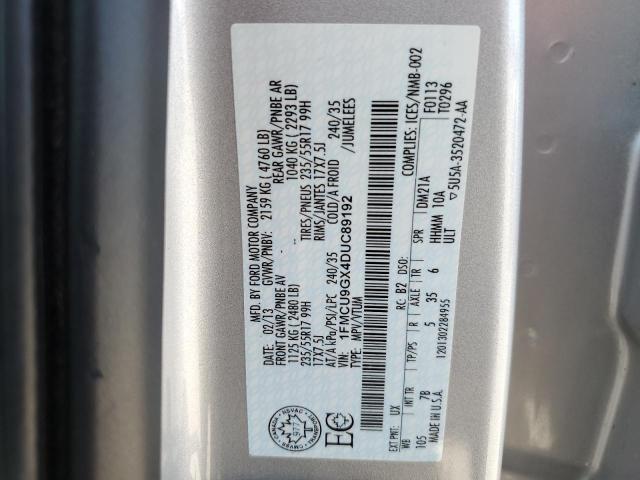 MFD. BY FORD MOTOR COMPANY
02/13 GVWR/PNBV: 2159 KG ( 4760 LB)
FRONT GAWR/PNBE AV REAR GAWR/PNBE AR
1125 KG ( 2480 LB) 1040 KG ( 2293 LB)
235/55R17 99H TIRES/PNEUS 235/55R17 99H
17X7.5J RIMS/JANTES 17X7.5J
AT/A kPa/PSI/LPC 240/35 COLD/A FROID 240/35
VIN: 1FMCU9GX4DUC89192 /JUMELEES
TYPE: MPV/VTUM
COMPLIES: ICES/NMB-002
F0113
T0296
EXT PNT: UX RC: B2 DSO:
WB INT TR TP/PS R AXLE TR SPR DM21A
105 7B 5 35 6 HHMM 10A
MADE IN U.S.A. ULT
1201302284955 ▽5U5A-3520472-AA
EC